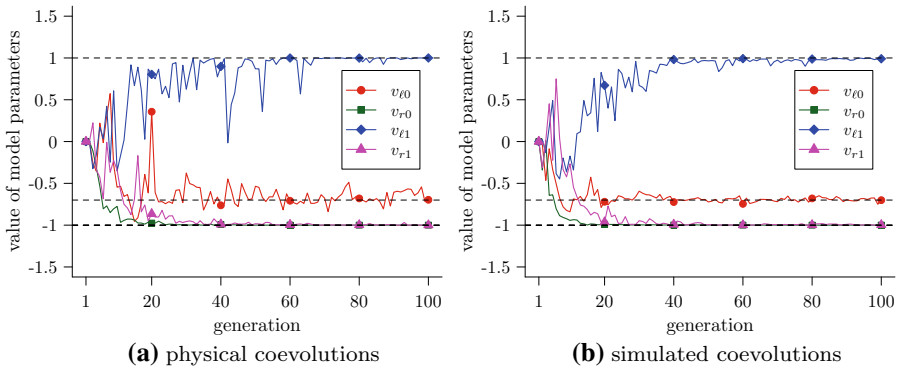 value of model parameters
1.5
1
0.5
0
-0.5
-1
-1.5
vℓ0
vr0
vℓ1
vr1
1 20 40 60 80 100
generation
(a) physical coevolutions
value of model parameters
1.5
1
0.5
0
-0.5
-1
-1.5
vℓ0
vr0
vℓ1
vr1
1 20 40 60 80 100
generation
(b) simulated coevolutions